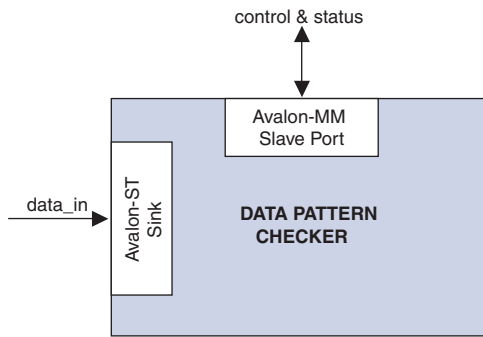 control & status
Avalon-MM
Slave Port
data_in
Avalon-ST
Sink
DATA PATTERN
CHECKER